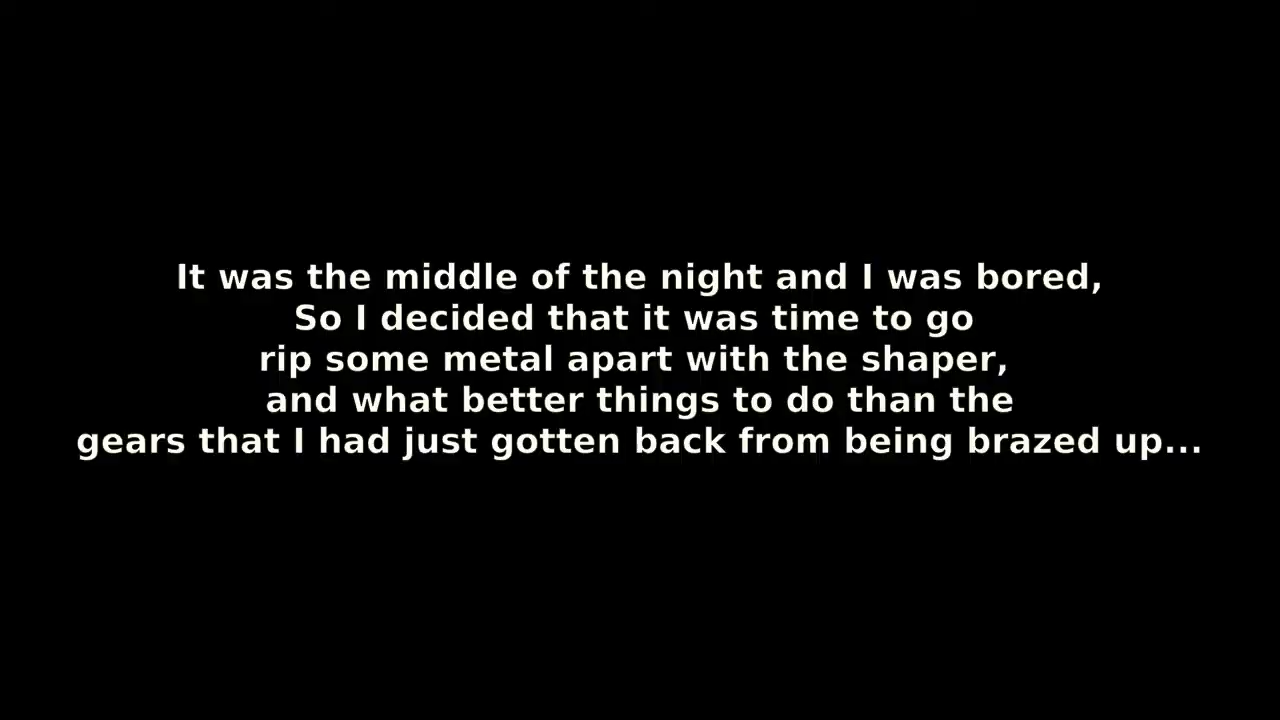 It was the middle of the night and I was bored,
So I decided that it was time to go
rip some metal apart with the shaper,
and what better things to do than the
gears that I had just gotten back from being brazed up...